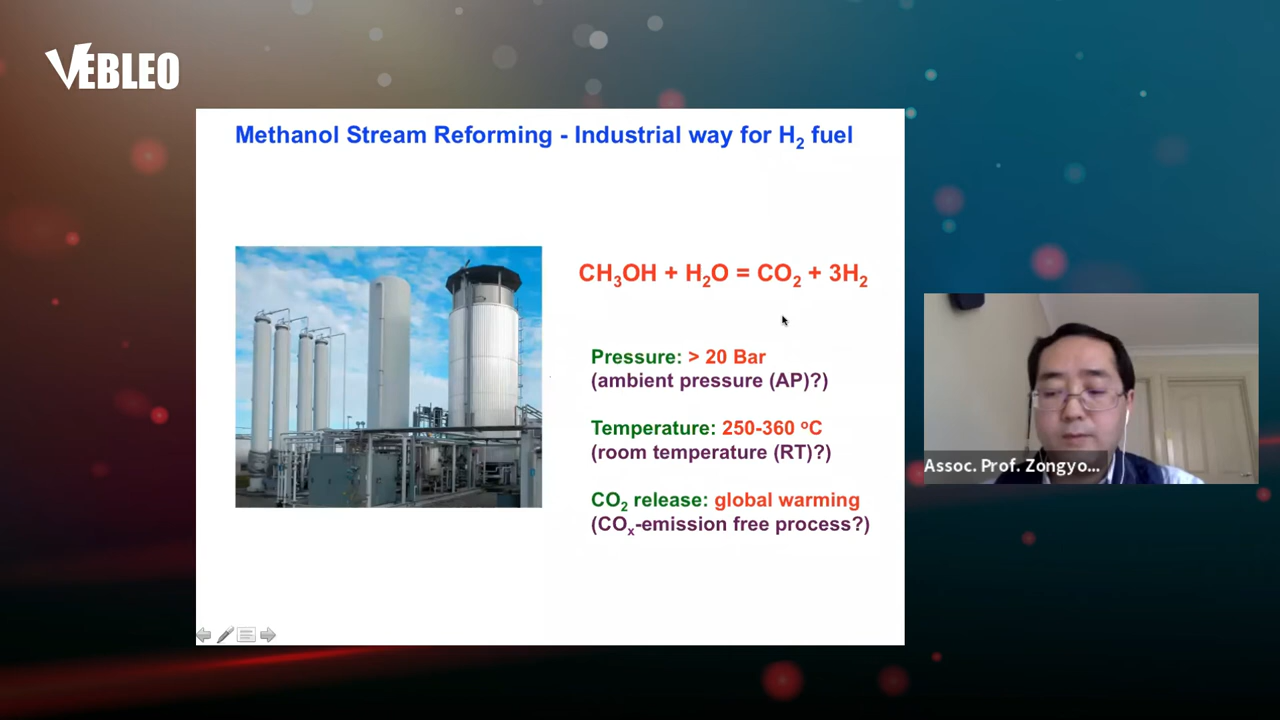 VEBLEO
Methanol Stream Reforming - Industrial way for H₂ fuel
CH₃OH + H₂O = CO₂ + 3H₂
Pressure: > 20 Bar
(ambient pressure (AP)?)
Temperature: 250-360 ºC
(room temperature (RT)?)
CO₂ release: global warming
(COₓ-emission free process?)
Assoc. Prof. Zongyo...